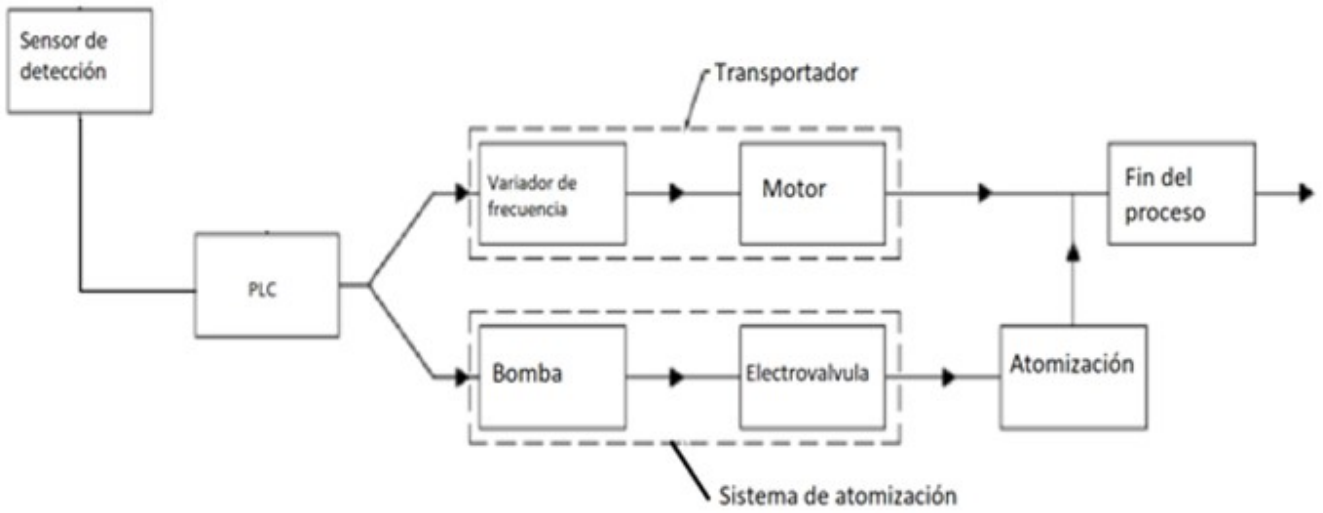 Sensor de
detección
Transportador
Variador de
frecuencia
Motor
Fin del
proceso
PLC
Bomba
Electrovalvula
Atomización
Sistema de atomización